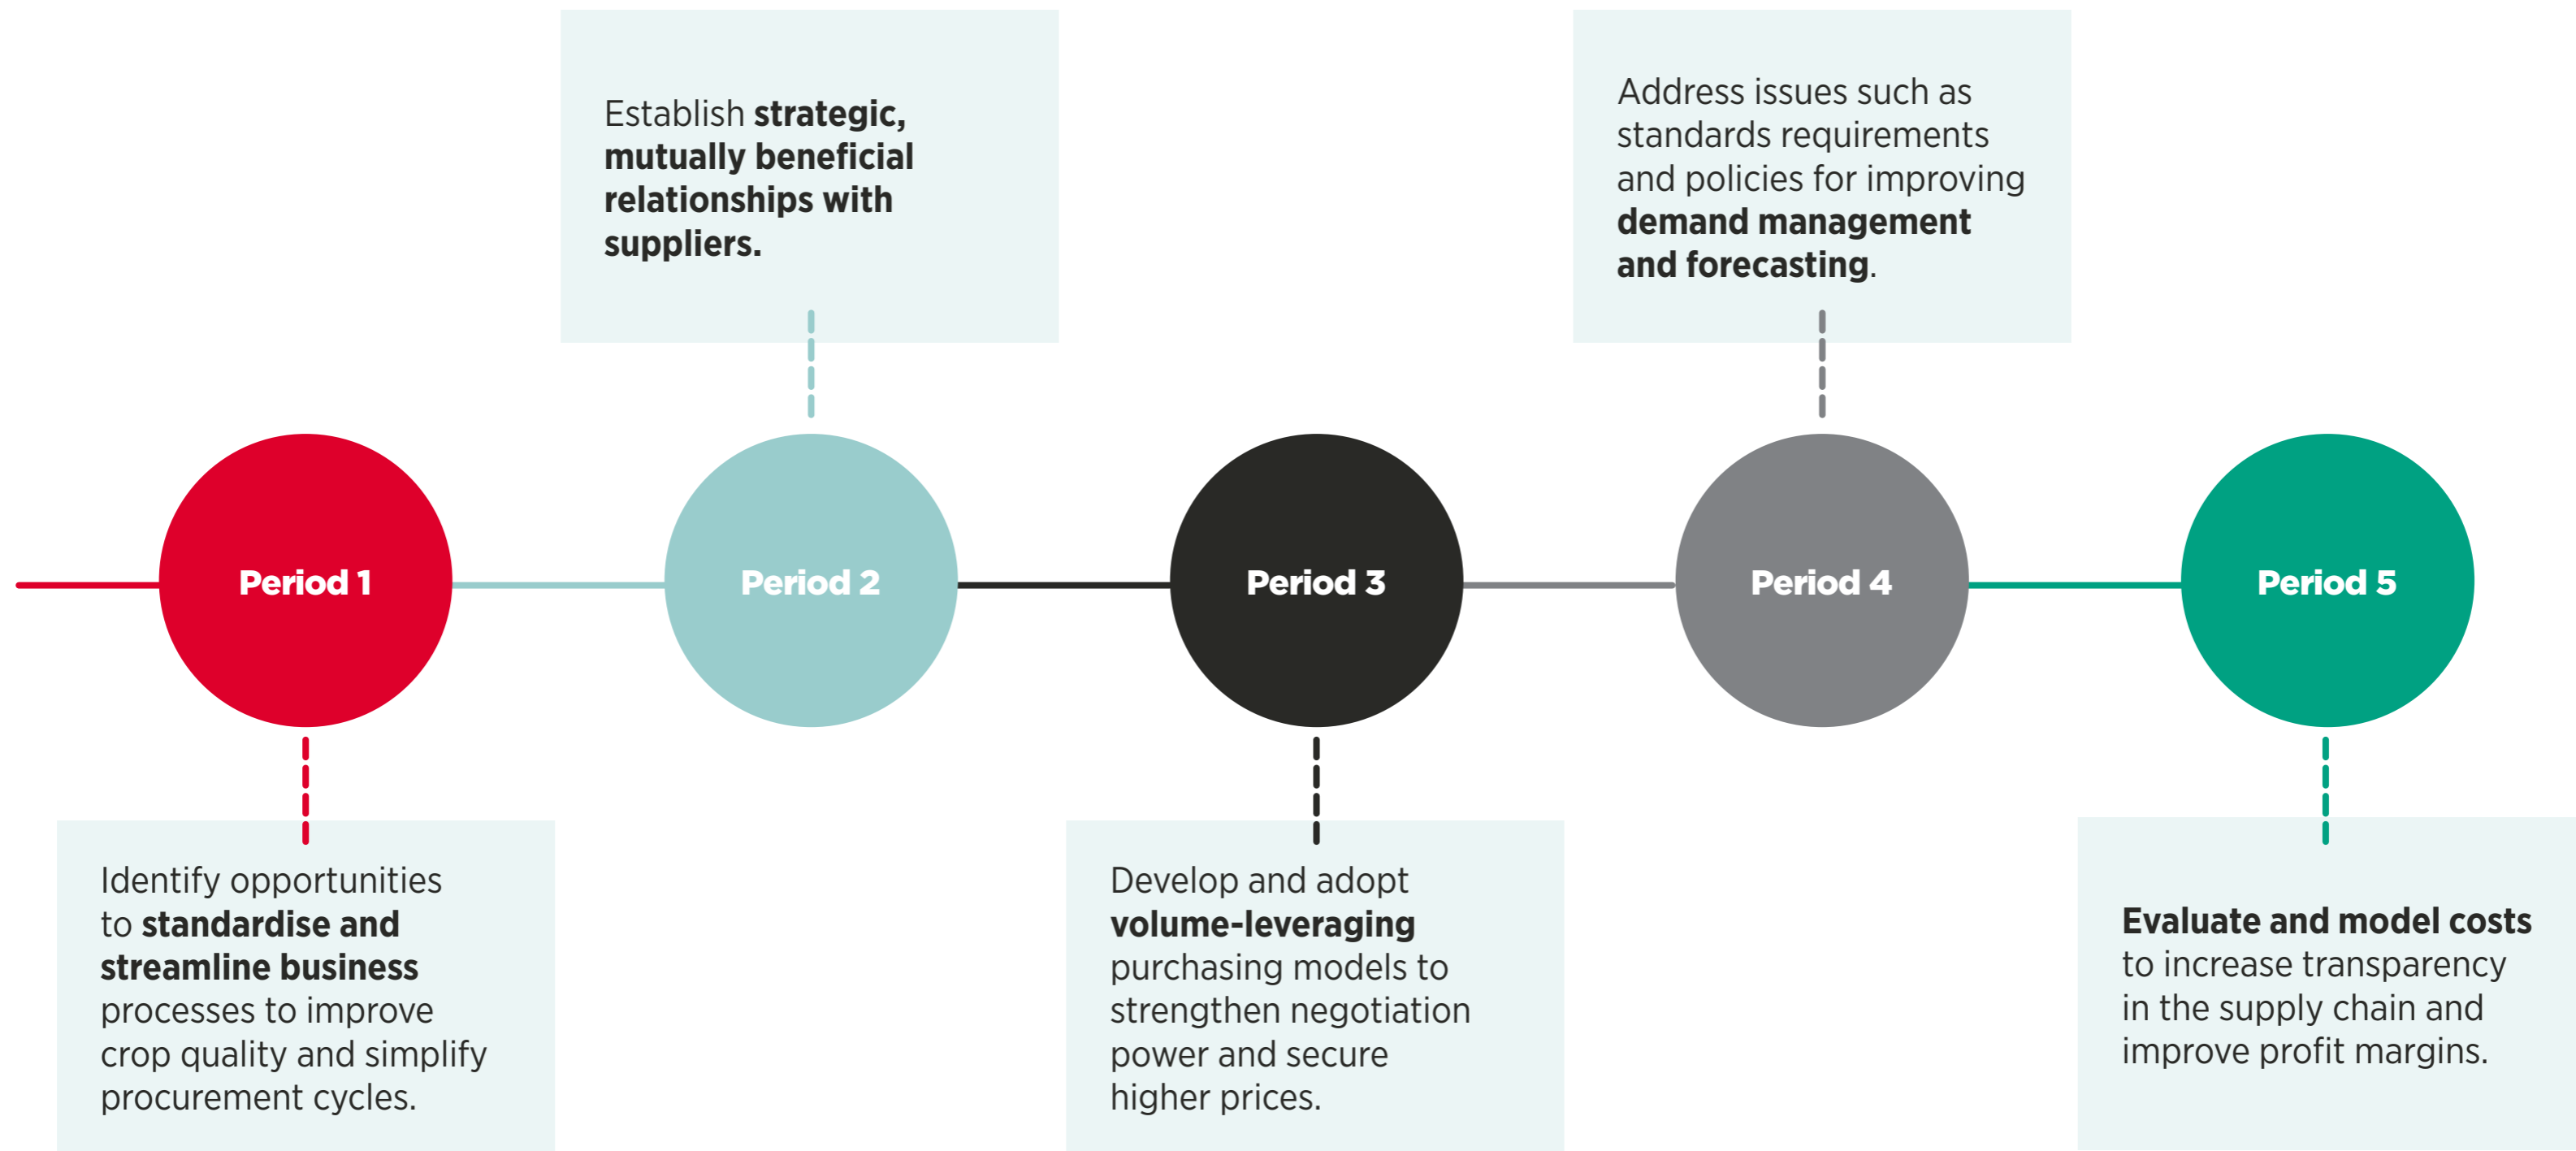 Period 1
Identify opportunities
to standardise and
streamline business
processes to improve
crop quality and simplify
procurement cycles.
Establish strategic,
mutually beneficial
relationships with
suppliers.
Period 2
Period 3
Develop and adopt
volume-leveraging
purchasing models to
strengthen negotiation
power and secure
higher prices.
Address issues such as
standards requirements
and policies for improving
demand management
and forecasting.
Period 4
Period 5
Evaluate and model costs
to increase transparency
in the supply chain and
improve profit margins.